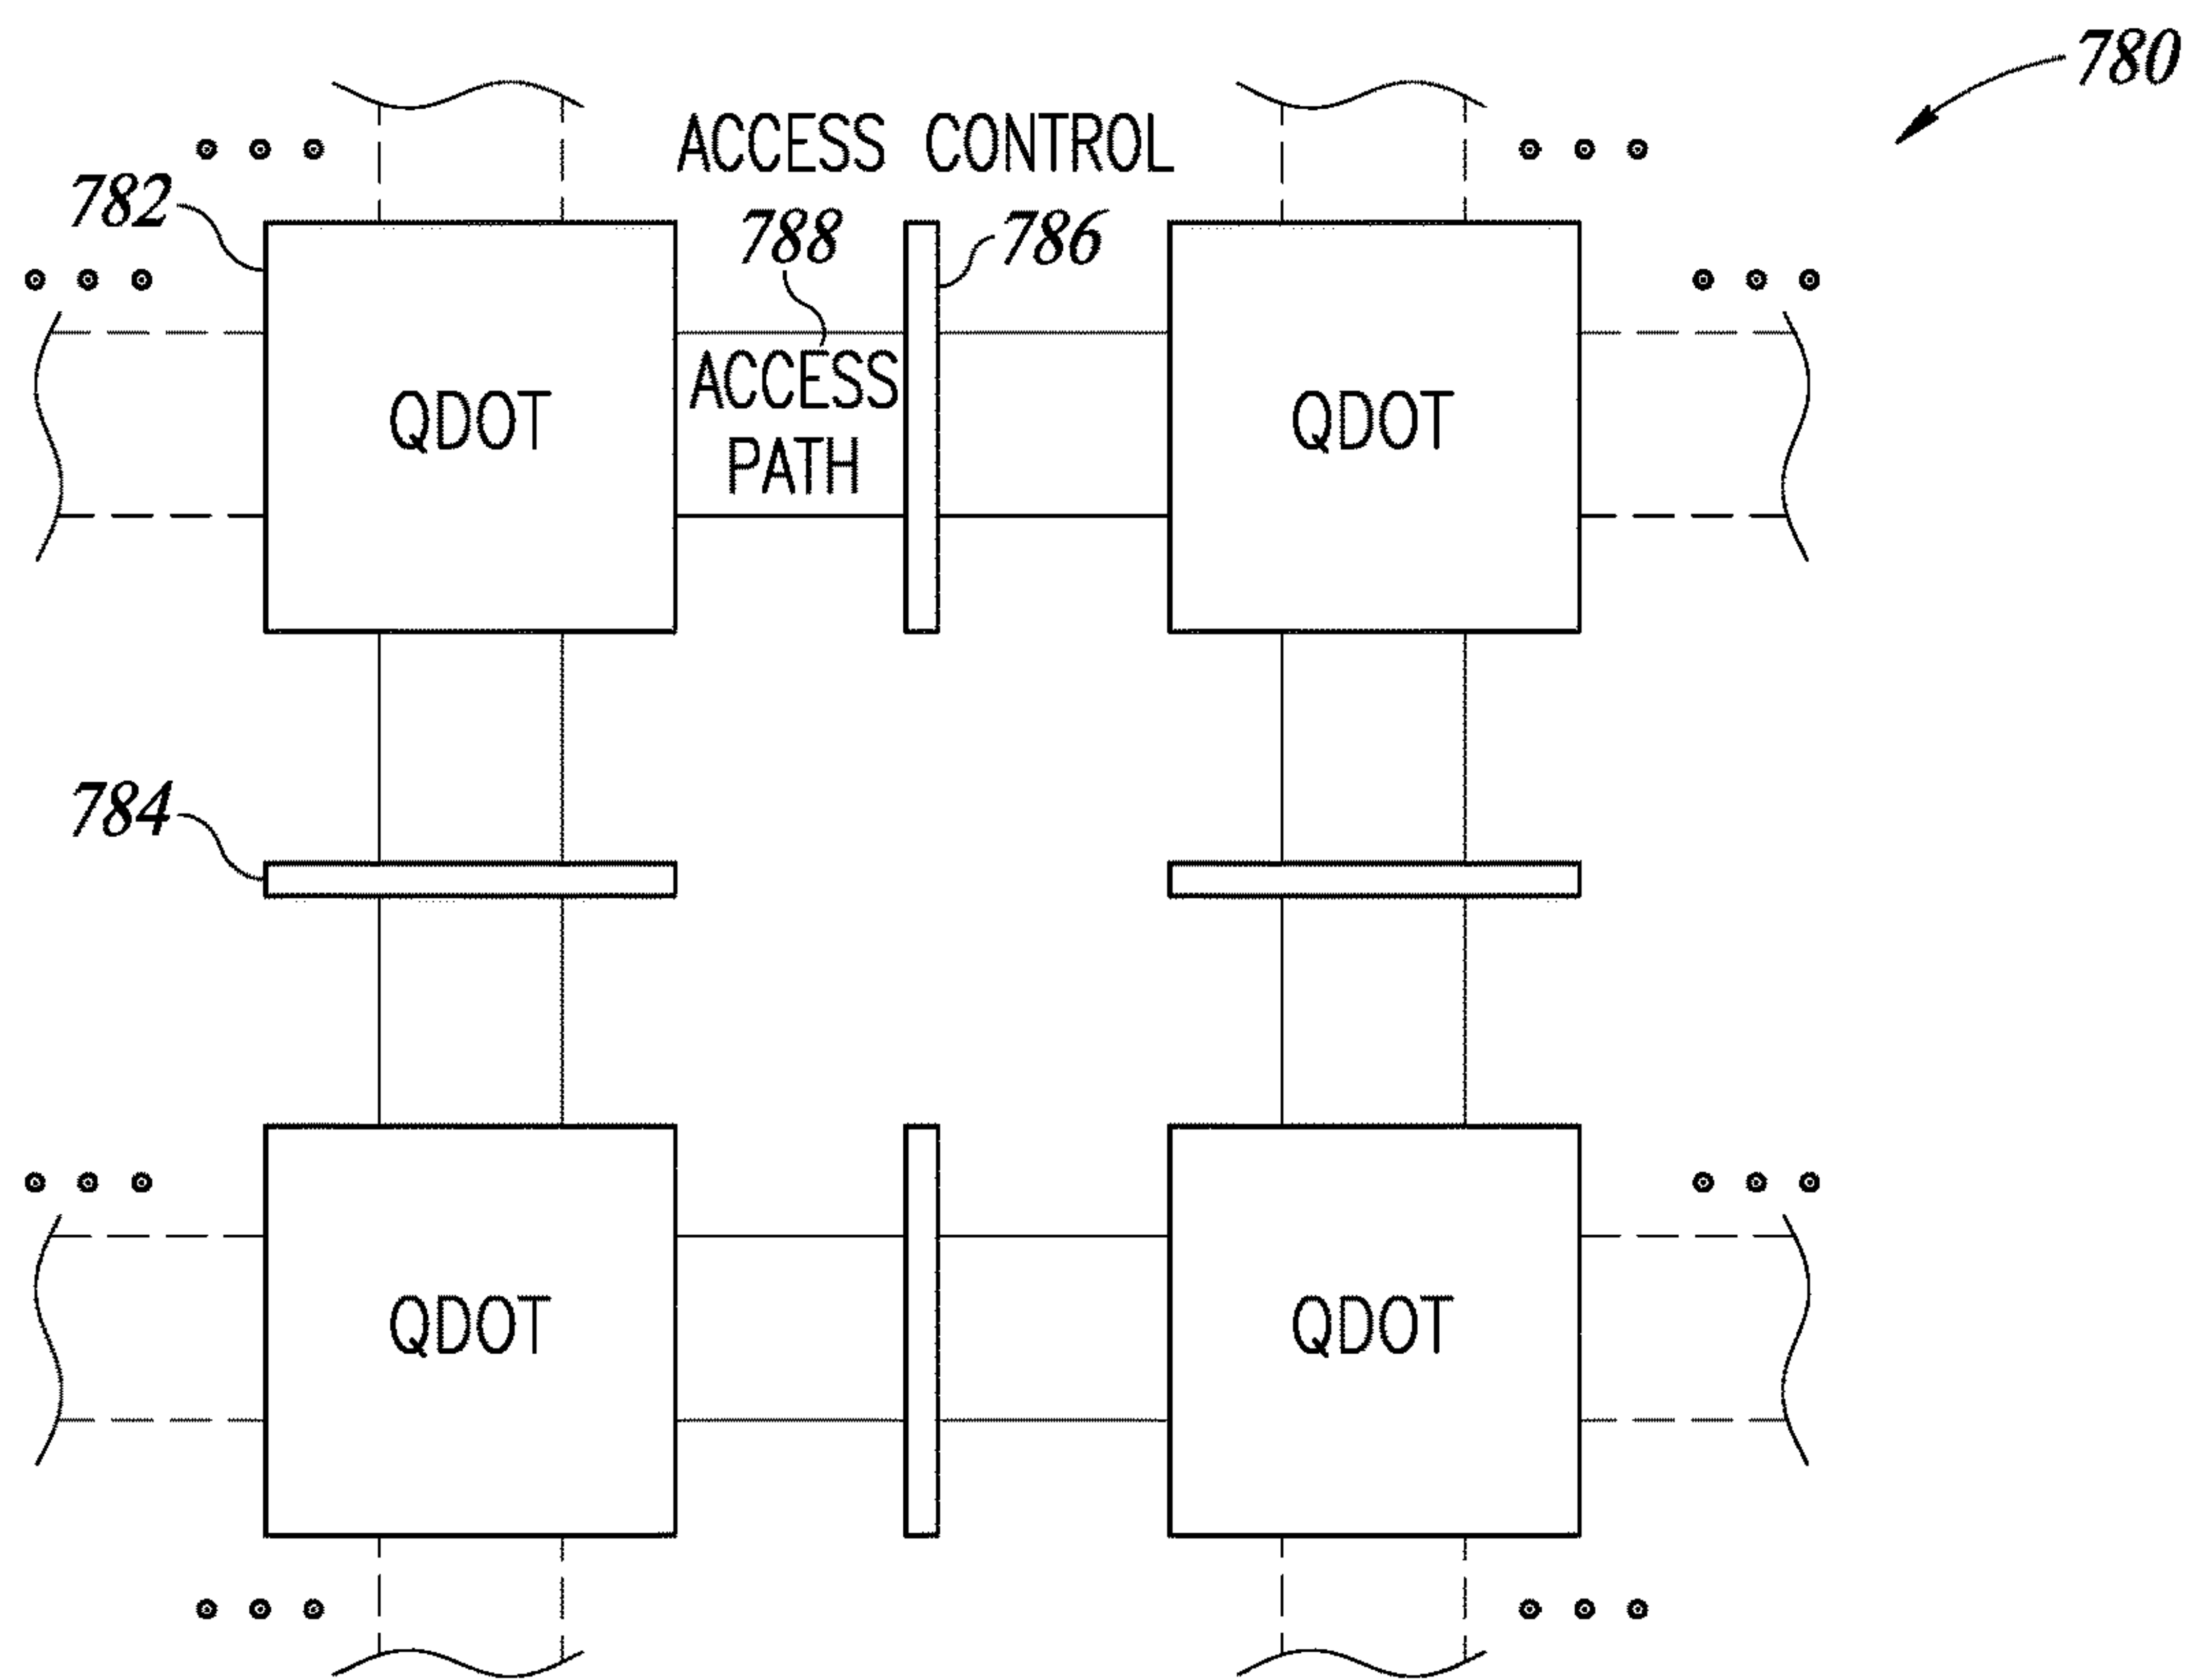 780
ACCESS CONTROL
782
788
786
QDOT
ACCESS
PATH
QDOT
784
QDOT
QDOT